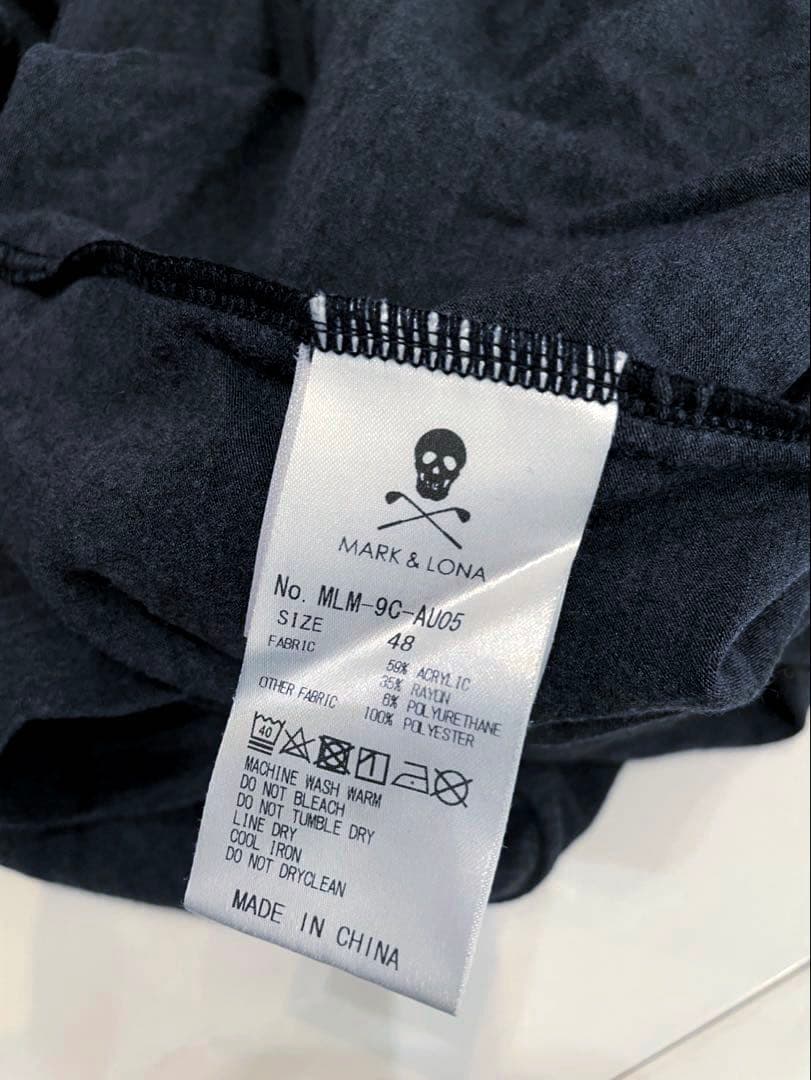 MARK & LONA
No. MLM-9C-AU05
SIZE 48
FABRIC 59% ACRYLIC
35% RAYON
6% POLYURETHANE
OTHER FABRIC 100% POLYESTER
40
MACHINE WASH WARM
DO NOT BLEACH
DO NOT TUMBLE DRY
LINE DRY
COOL IRON
DO NOT DRYCLEAN
MADE IN CHINA